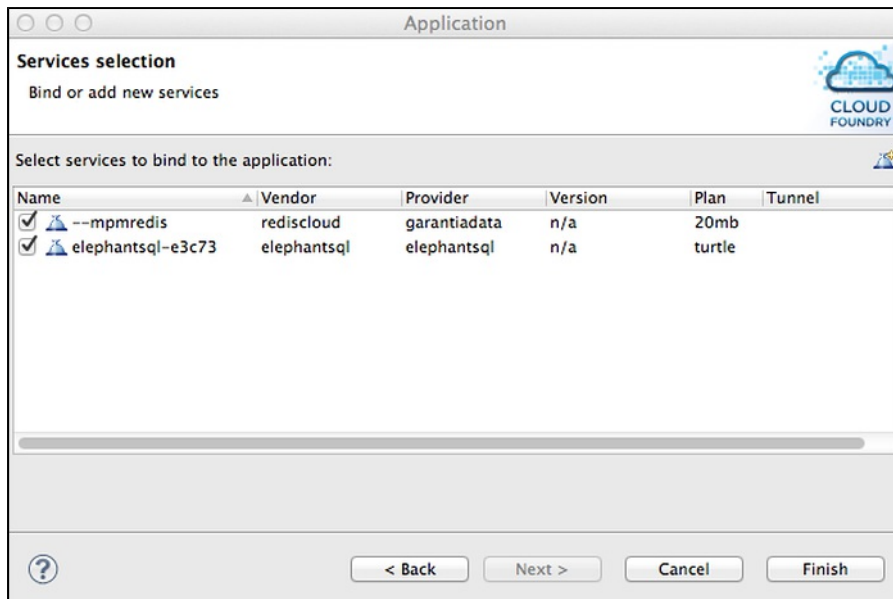 Application
Services selection
Bind or add new services
CLOUD
FOUNDRY
Select services to bind to the application:
Name Vendor Provider Version Plan Tunnel
--mpmredis rediscloud garantiadata n/a 20mb
elephantsql-e3c73 elephantsql elephantsql n/a turtle
? < Back Next > Cancel Finish